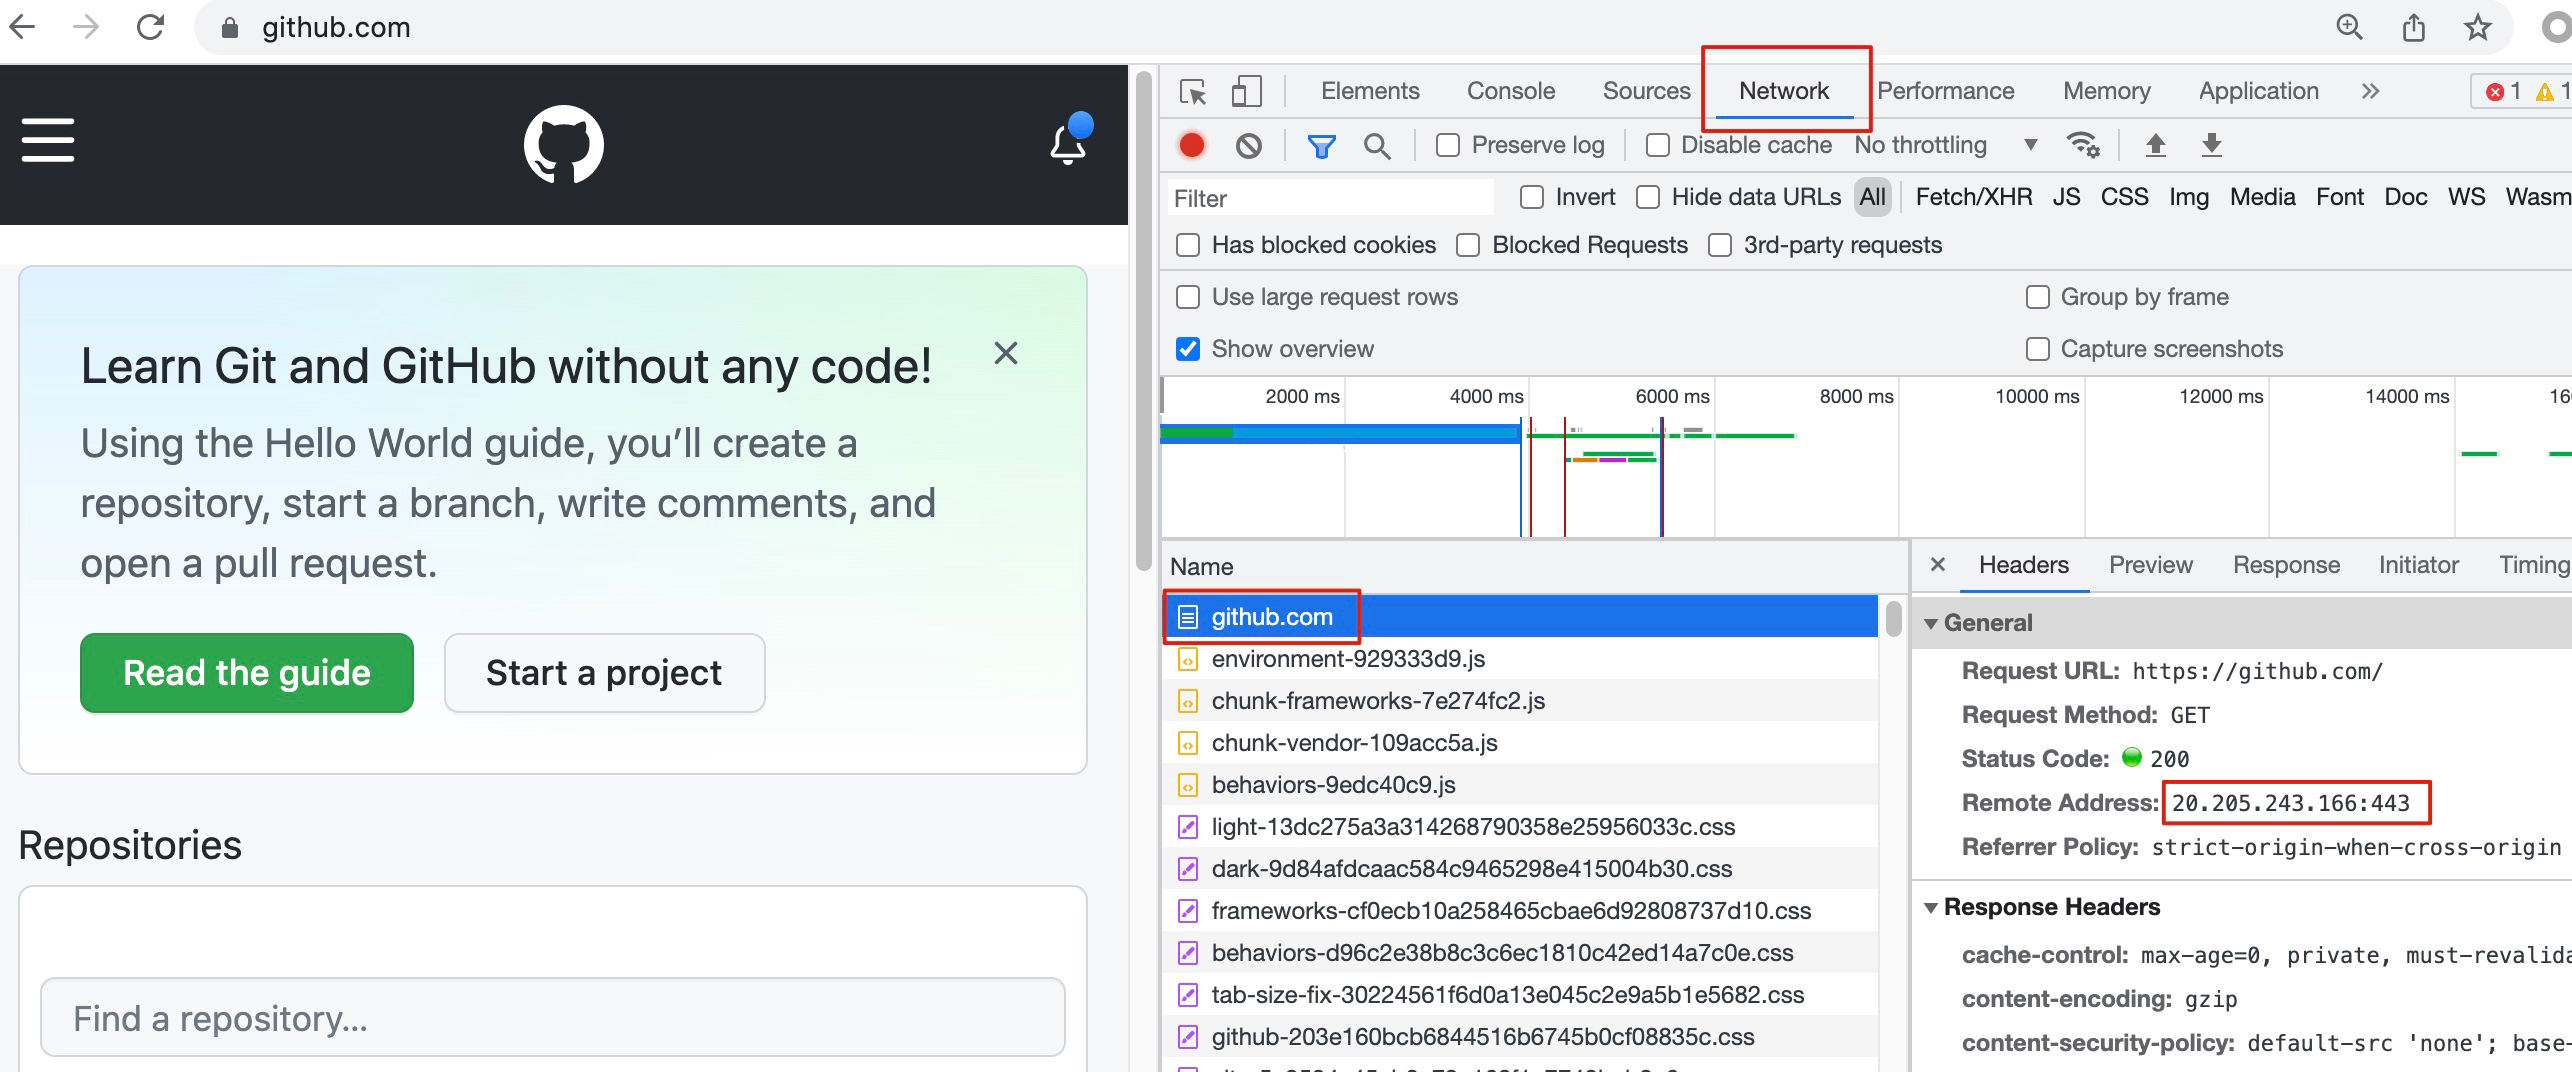 github.com
Elements Console Sources Network Performance Memory Application 1 1
Preserve log Disable cache No throttling
Filter Invert Hide data URLs All Fetch/XHR JS CSS Img Media Font Doc WS Wasm
Has blocked cookies Blocked Requests 3rd-party requests
Use large request rows Group by frame
Show overview Capture screenshots
2000 ms 4000 ms 6000 ms 8000 ms 10000 ms 12000 ms 14000 ms 16
Learn Git and GitHub without any code!
Using the Hello World guide, you’ll create a
repository, start a branch, write comments, and
open a pull request.
Read the guide Start a project
Repositories
Find a repository...
Name
github.com
environment-929333d9.js
chunk-frameworks-7e274fc2.js
chunk-vendor-109acc5a.js
behaviors-9edc40c9.js
light-13dc275a3a314268790358e25956033c.css
dark-9d84afdcaac584c9465298e415004b30.css
frameworks-cf0ecb10a258465cbae6d92808737d10.css
behaviors-d96c2e38b8c3c6ec1810c42ed14a7c0e.css
tab-size-fix-30224561f6d0a13e045c2e9a5b1e5682.css
github-203e160bcb6844516b6745b0cf08835c.css
Headers Preview Response Initiator Timing
General
Request URL: https://github.com/
Request Method: GET
Status Code: 200
Remote Address: 20.205.243.166:443
Referrer Policy: strict-origin-when-cross-origin
Response Headers
cache-control: max-age=0, private, must-revalida
content-encoding: gzip
content-security-policy: default-src 'none'; base-